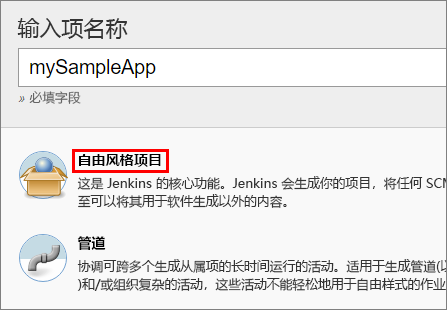 输入项名称
mySampleApp
» 必填字段
自由风格项目
这是 Jenkins 的核心功能。Jenkins 会生成你的项目，将任何 SCM
至可以将其用于软件生成以外的内容。
管道
协调可跨多个生成从属项的长时间运行的活动。适用于生成管道(以
)和/或组织复杂的活动，这些活动不能轻松地用于自由样式的作业